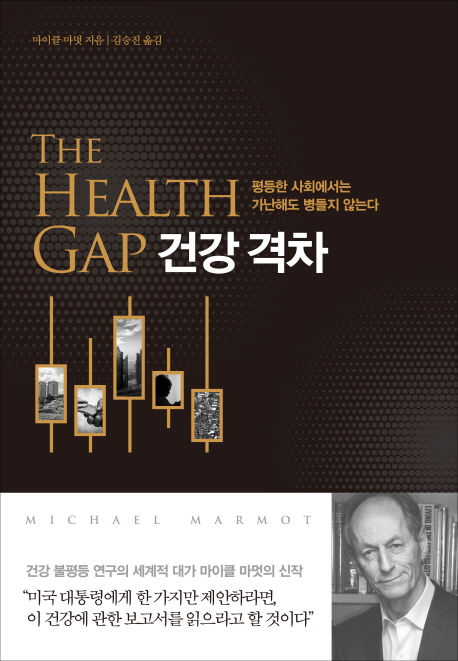 마이클 마멋 지음 | 김승진 옮김
THE
HEALTH
GAP 건강 격차
평등한 사회에서는
가난해도 병들지 않는다
MICHAEL MARMOT
건강 불평등 연구의 세계적 대가 마이클 마멋의 신작
“미국 대통령에게 한 가지만 제안하라면,
이 건강에 관한 보고서를 읽으라고 할 것이다”